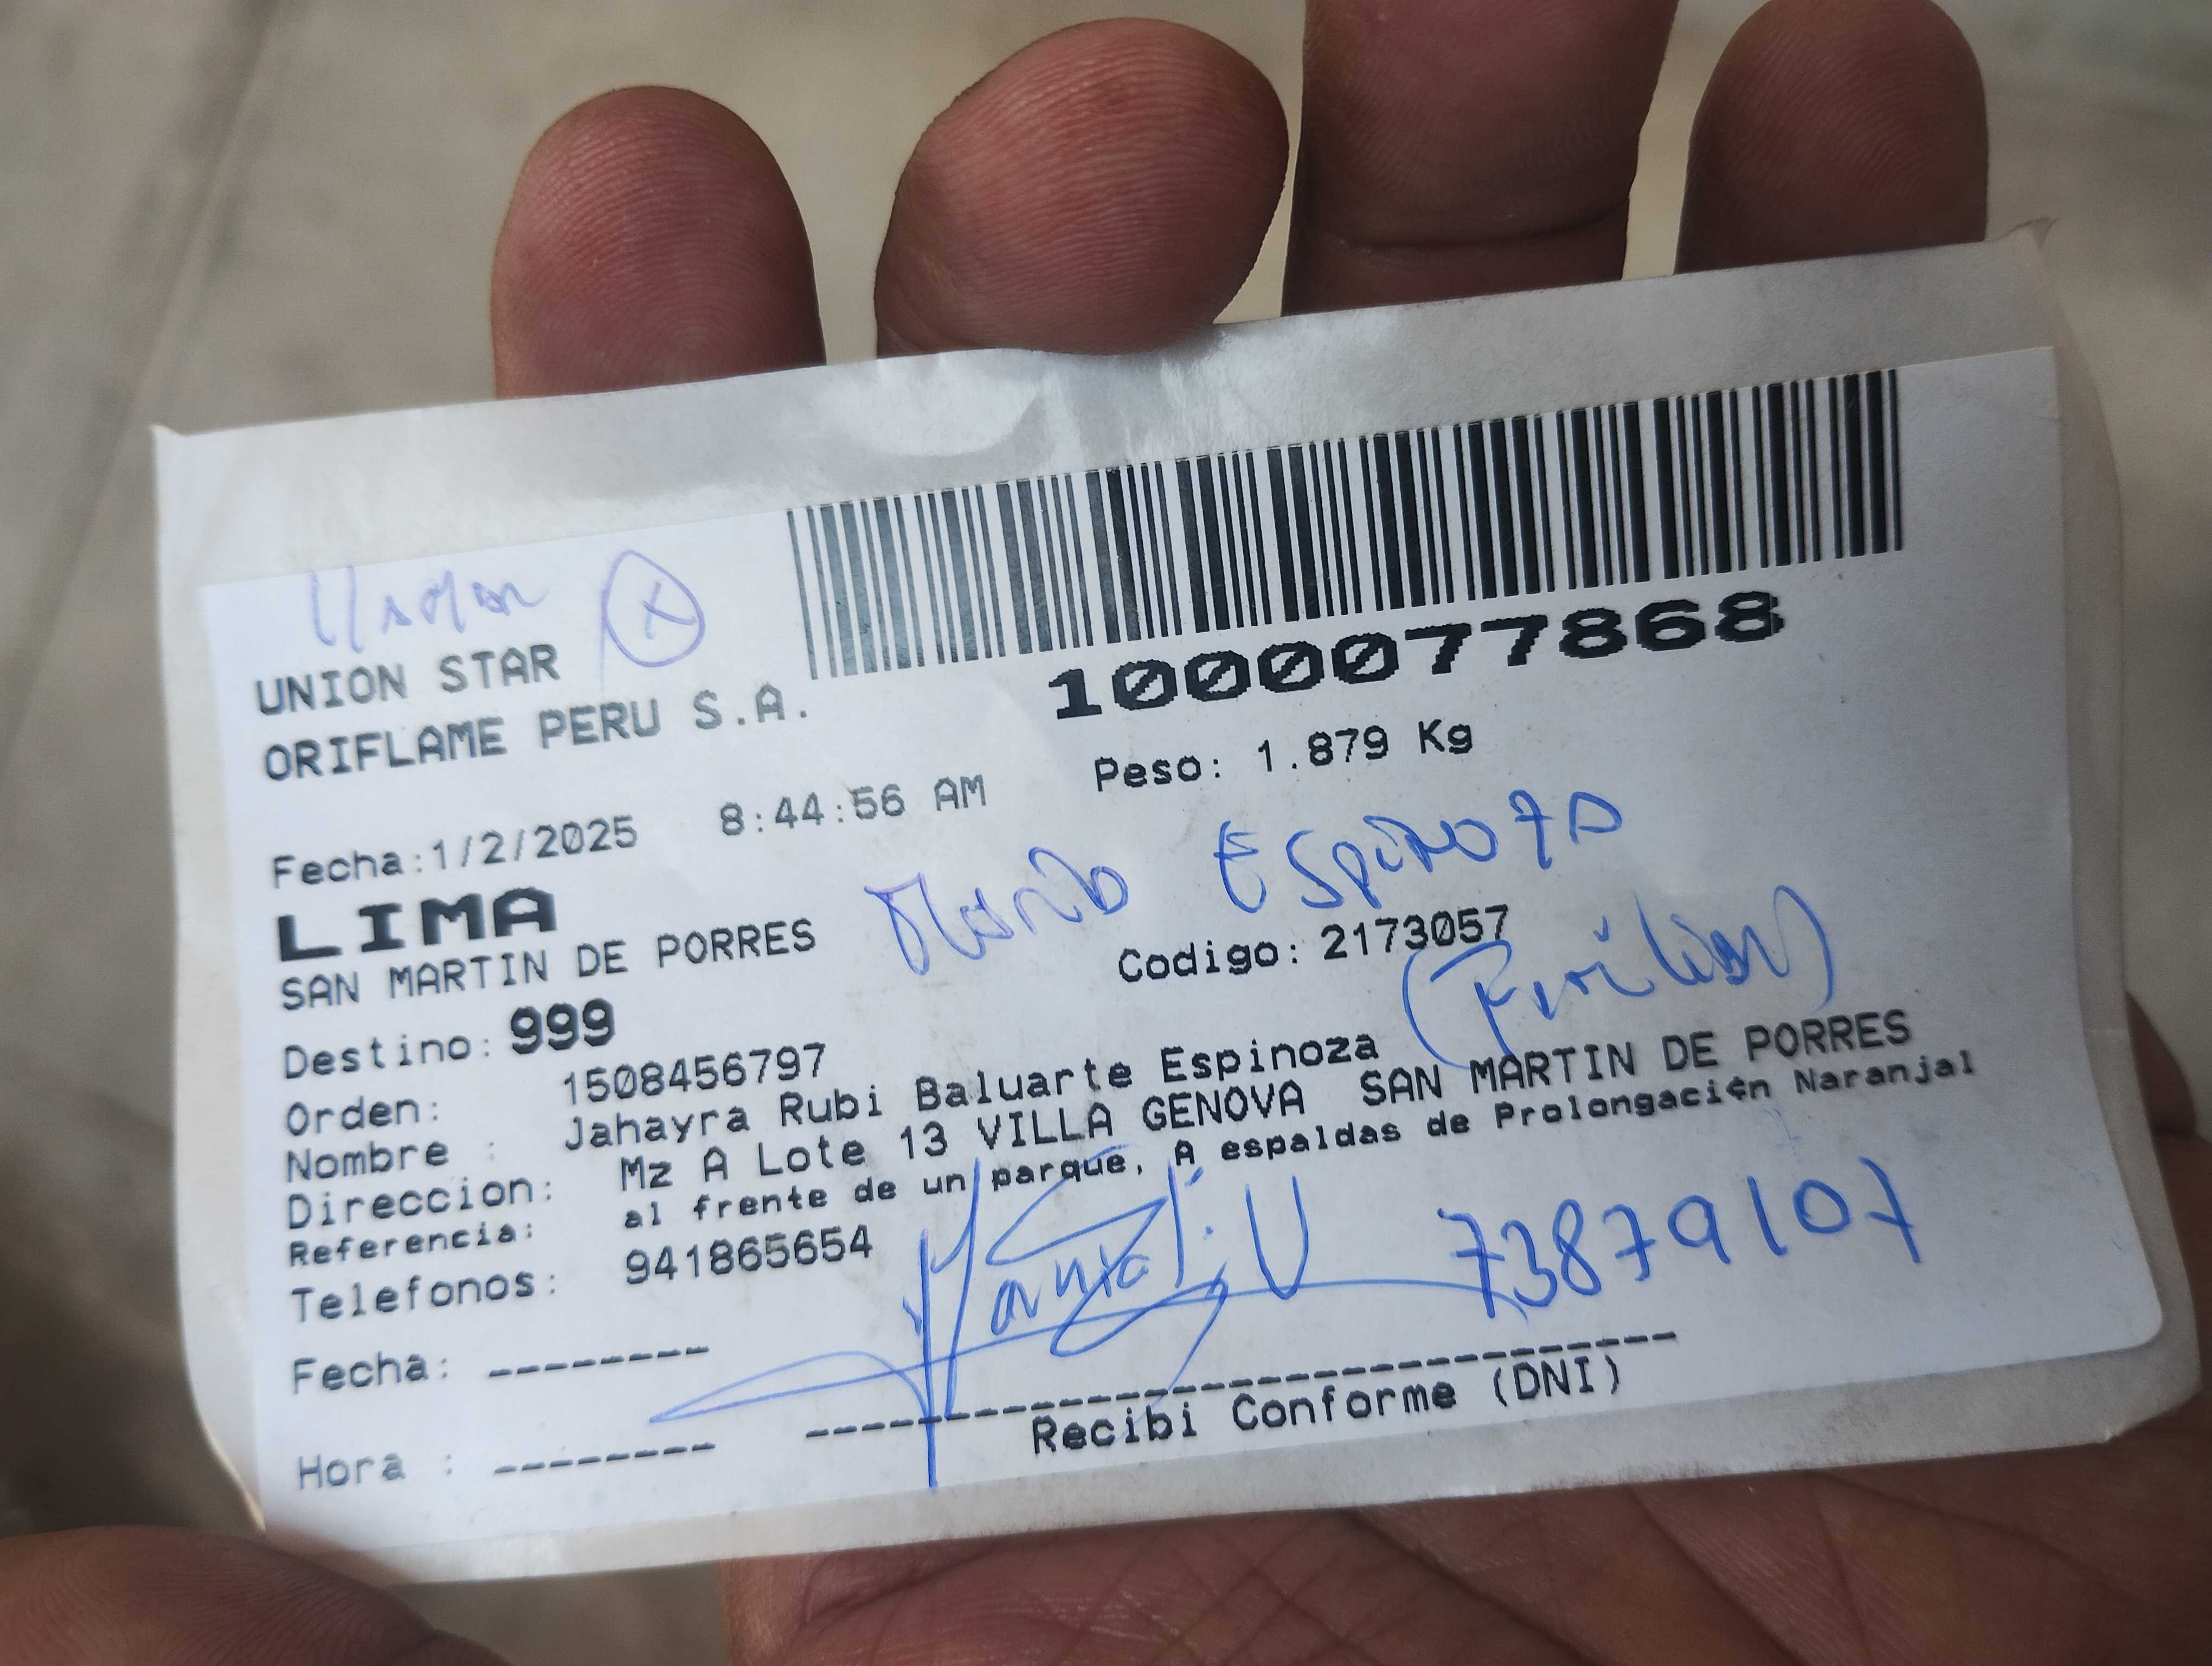 UNION STAR
ORIFLAME PERU S.A.
1000077868
Peso: 1.879 Kg
Fecha:1/2/2025 8:44:56 AM
LIMA
Espinoza
SAN MARTIN DE PORRES
Codigo: 2173057
(Familiar)
Destino: 999
Orden: 1508456797
Nombre : Jahayra Rubi Baluarte Espinoza
Direccion: Mz A Lote 13 VILLA GENOVA SAN MARTIN DE PORRES
Referencia: al frente de un parque, A espaldas de Prolongación Naranjal
Telefonos: 941865654
73879107
Fecha: --------
Hora : --------
Recibi Conforme (DNI)